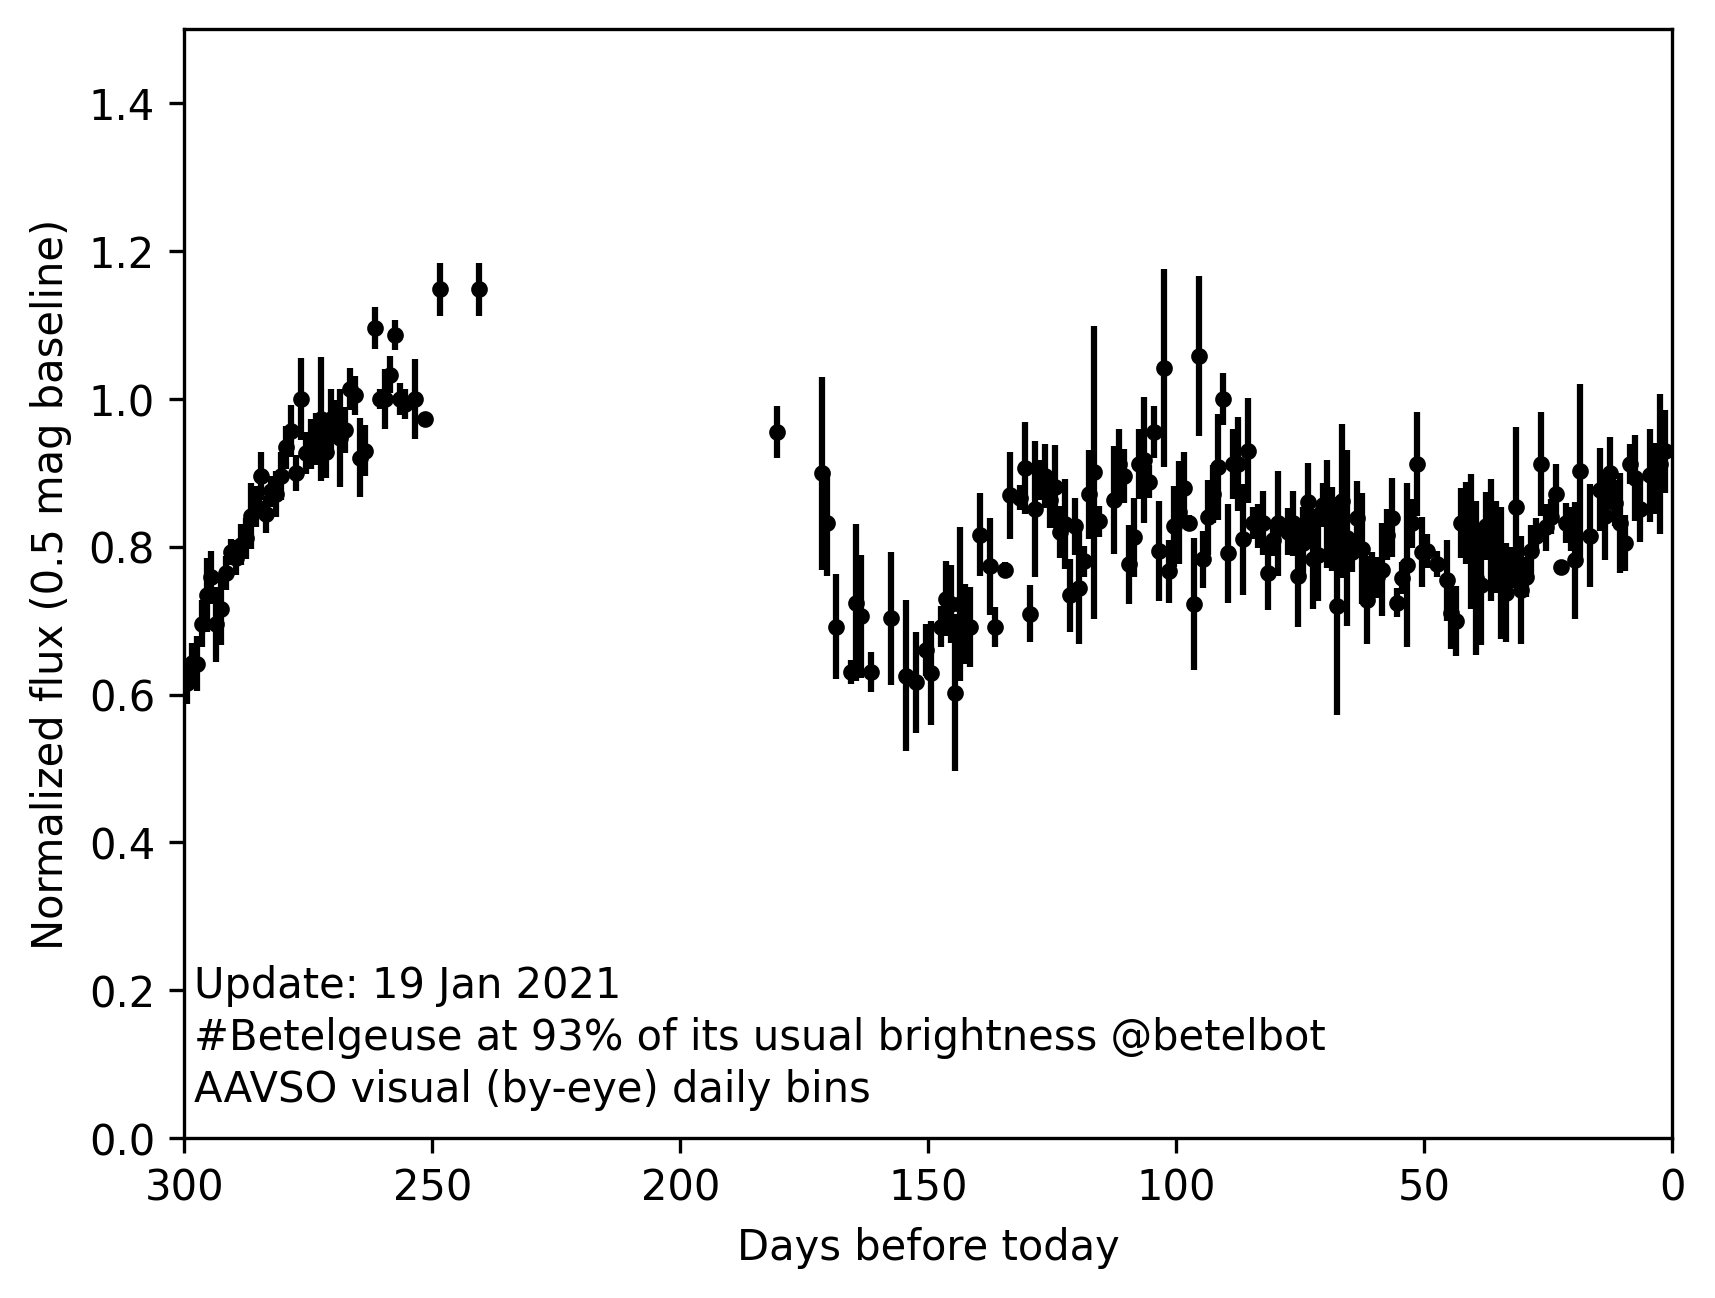 1.4
1.2
1.0
0.8
0.6
0.4
0.2
0.0
Normalized flux (0.5 mag baseline)
Update: 19 Jan 2021
#Betelgeuse at 93% of its usual brightness @betelbot
AAVSO visual (by-eye) daily bins
300 250 200 150 100 50 0
Days before today